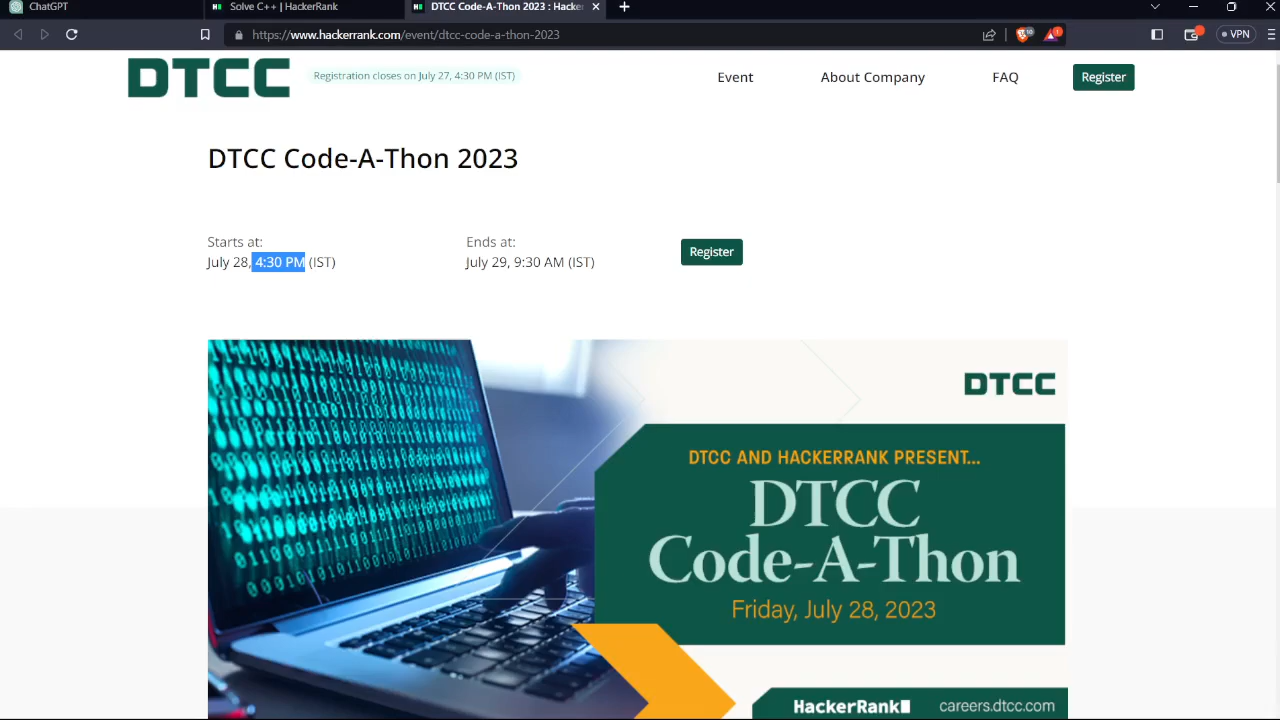 ChatGPT
Solve C++ | HackerRank
DTCC Code-A-Thon 2023 : Hacker
https://www.hackerrank.com/event/dtcc-code-a-thon-2023
VPN
DTCC
Registration closes on July 27, 4:30 PM (IST)
Event
About Company
FAQ
Register
DTCC Code-A-Thon 2023
Starts at:
July 28, 4:30 PM (IST)
Ends at:
July 29, 9:30 AM (IST)
Register
DTCC
DTCC AND HACKERRANK PRESENT...
DTCC
Code-A-Thon
Friday, July 28, 2023
HackerRank
careers.dtcc.com